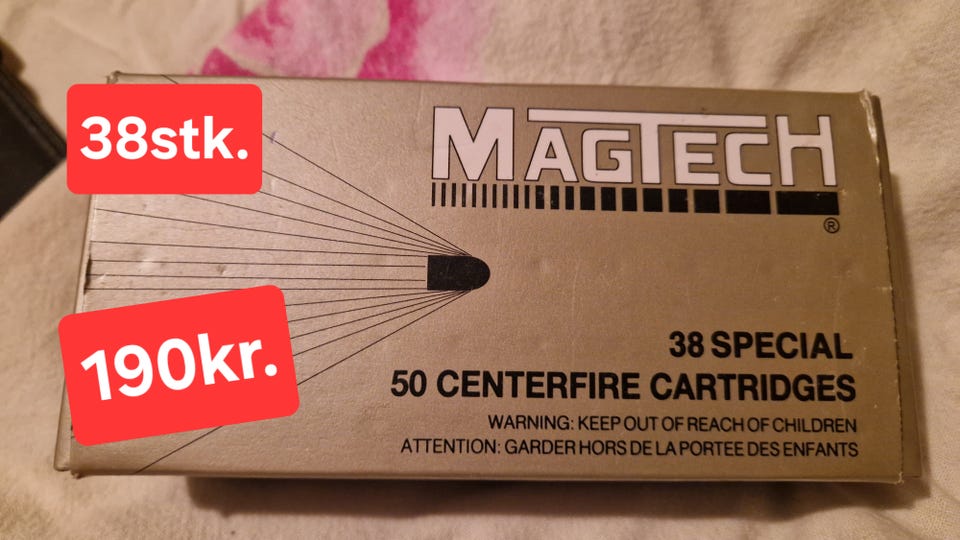 38stk.
MAGTECH
®
190kr.
38 SPECIAL
50 CENTERFIRE CARTRIDGES
WARNING: KEEP OUT OF REACH OF CHILDREN
ATTENTION: GARDER HORS DE LA PORTEE DES ENFANTS